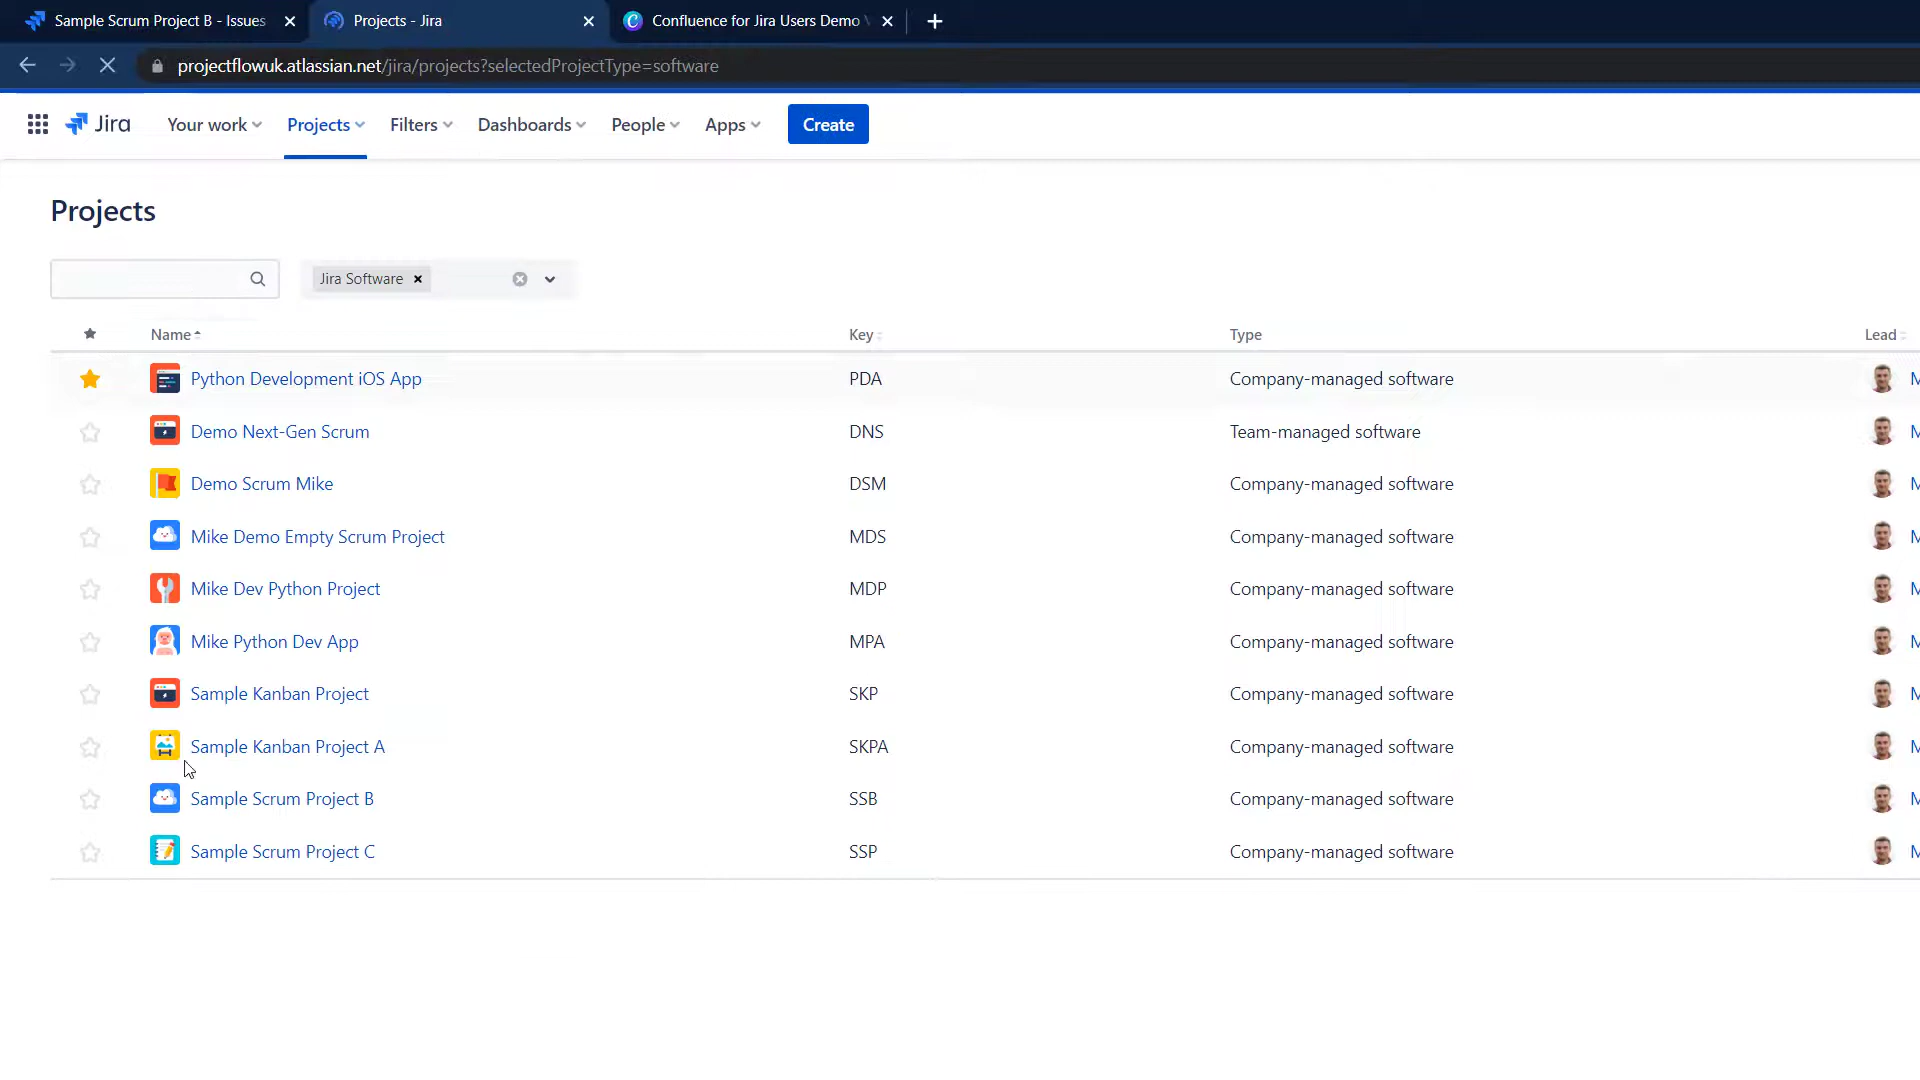 Sample Scrum Project B - Issues
Projects - Jira
Confluence for Jira Users Demo
projectflowuk.atlassian.net/jira/projects?selectedProjectType=software
Jira Your work Projects Filters Dashboards People Apps Create
Projects
Jira Software
Name Key Type Lead
Python Development iOS App PDA Company-managed software M
Demo Next-Gen Scrum DNS Team-managed software M
Demo Scrum Mike DSM Company-managed software M
Mike Demo Empty Scrum Project MDS Company-managed software M
Mike Dev Python Project MDP Company-managed software M
Mike Python Dev App MPA Company-managed software M
Sample Kanban Project SKP Company-managed software M
Sample Kanban Project A SKPA Company-managed software M
Sample Scrum Project B SSB Company-managed software M
Sample Scrum Project C SSP Company-managed software M